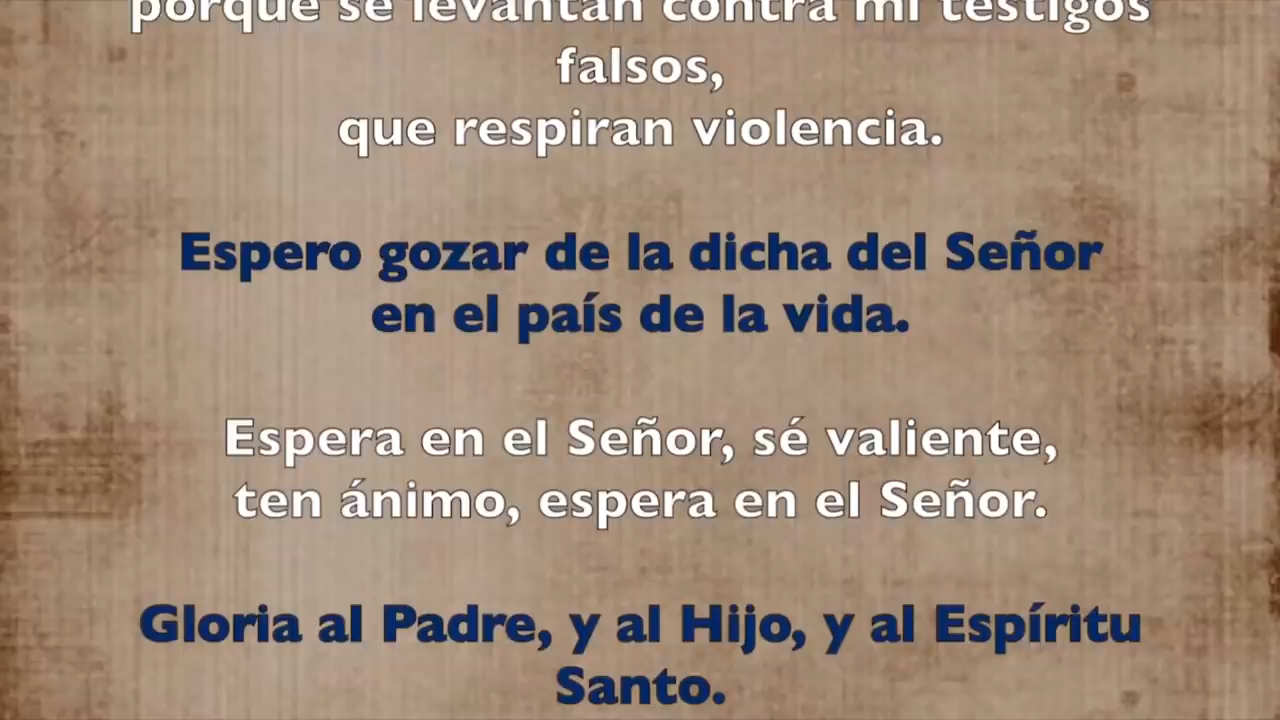 porque se levantan contra mí testigos
falsos,
que respiran violencia.
Espero gozar de la dicha del Señor
en el país de la vida.
Espera en el Señor, sé valiente,
ten ánimo, espera en el Señor.
Gloria al Padre, y al Hijo, y al Espíritu
Santo.